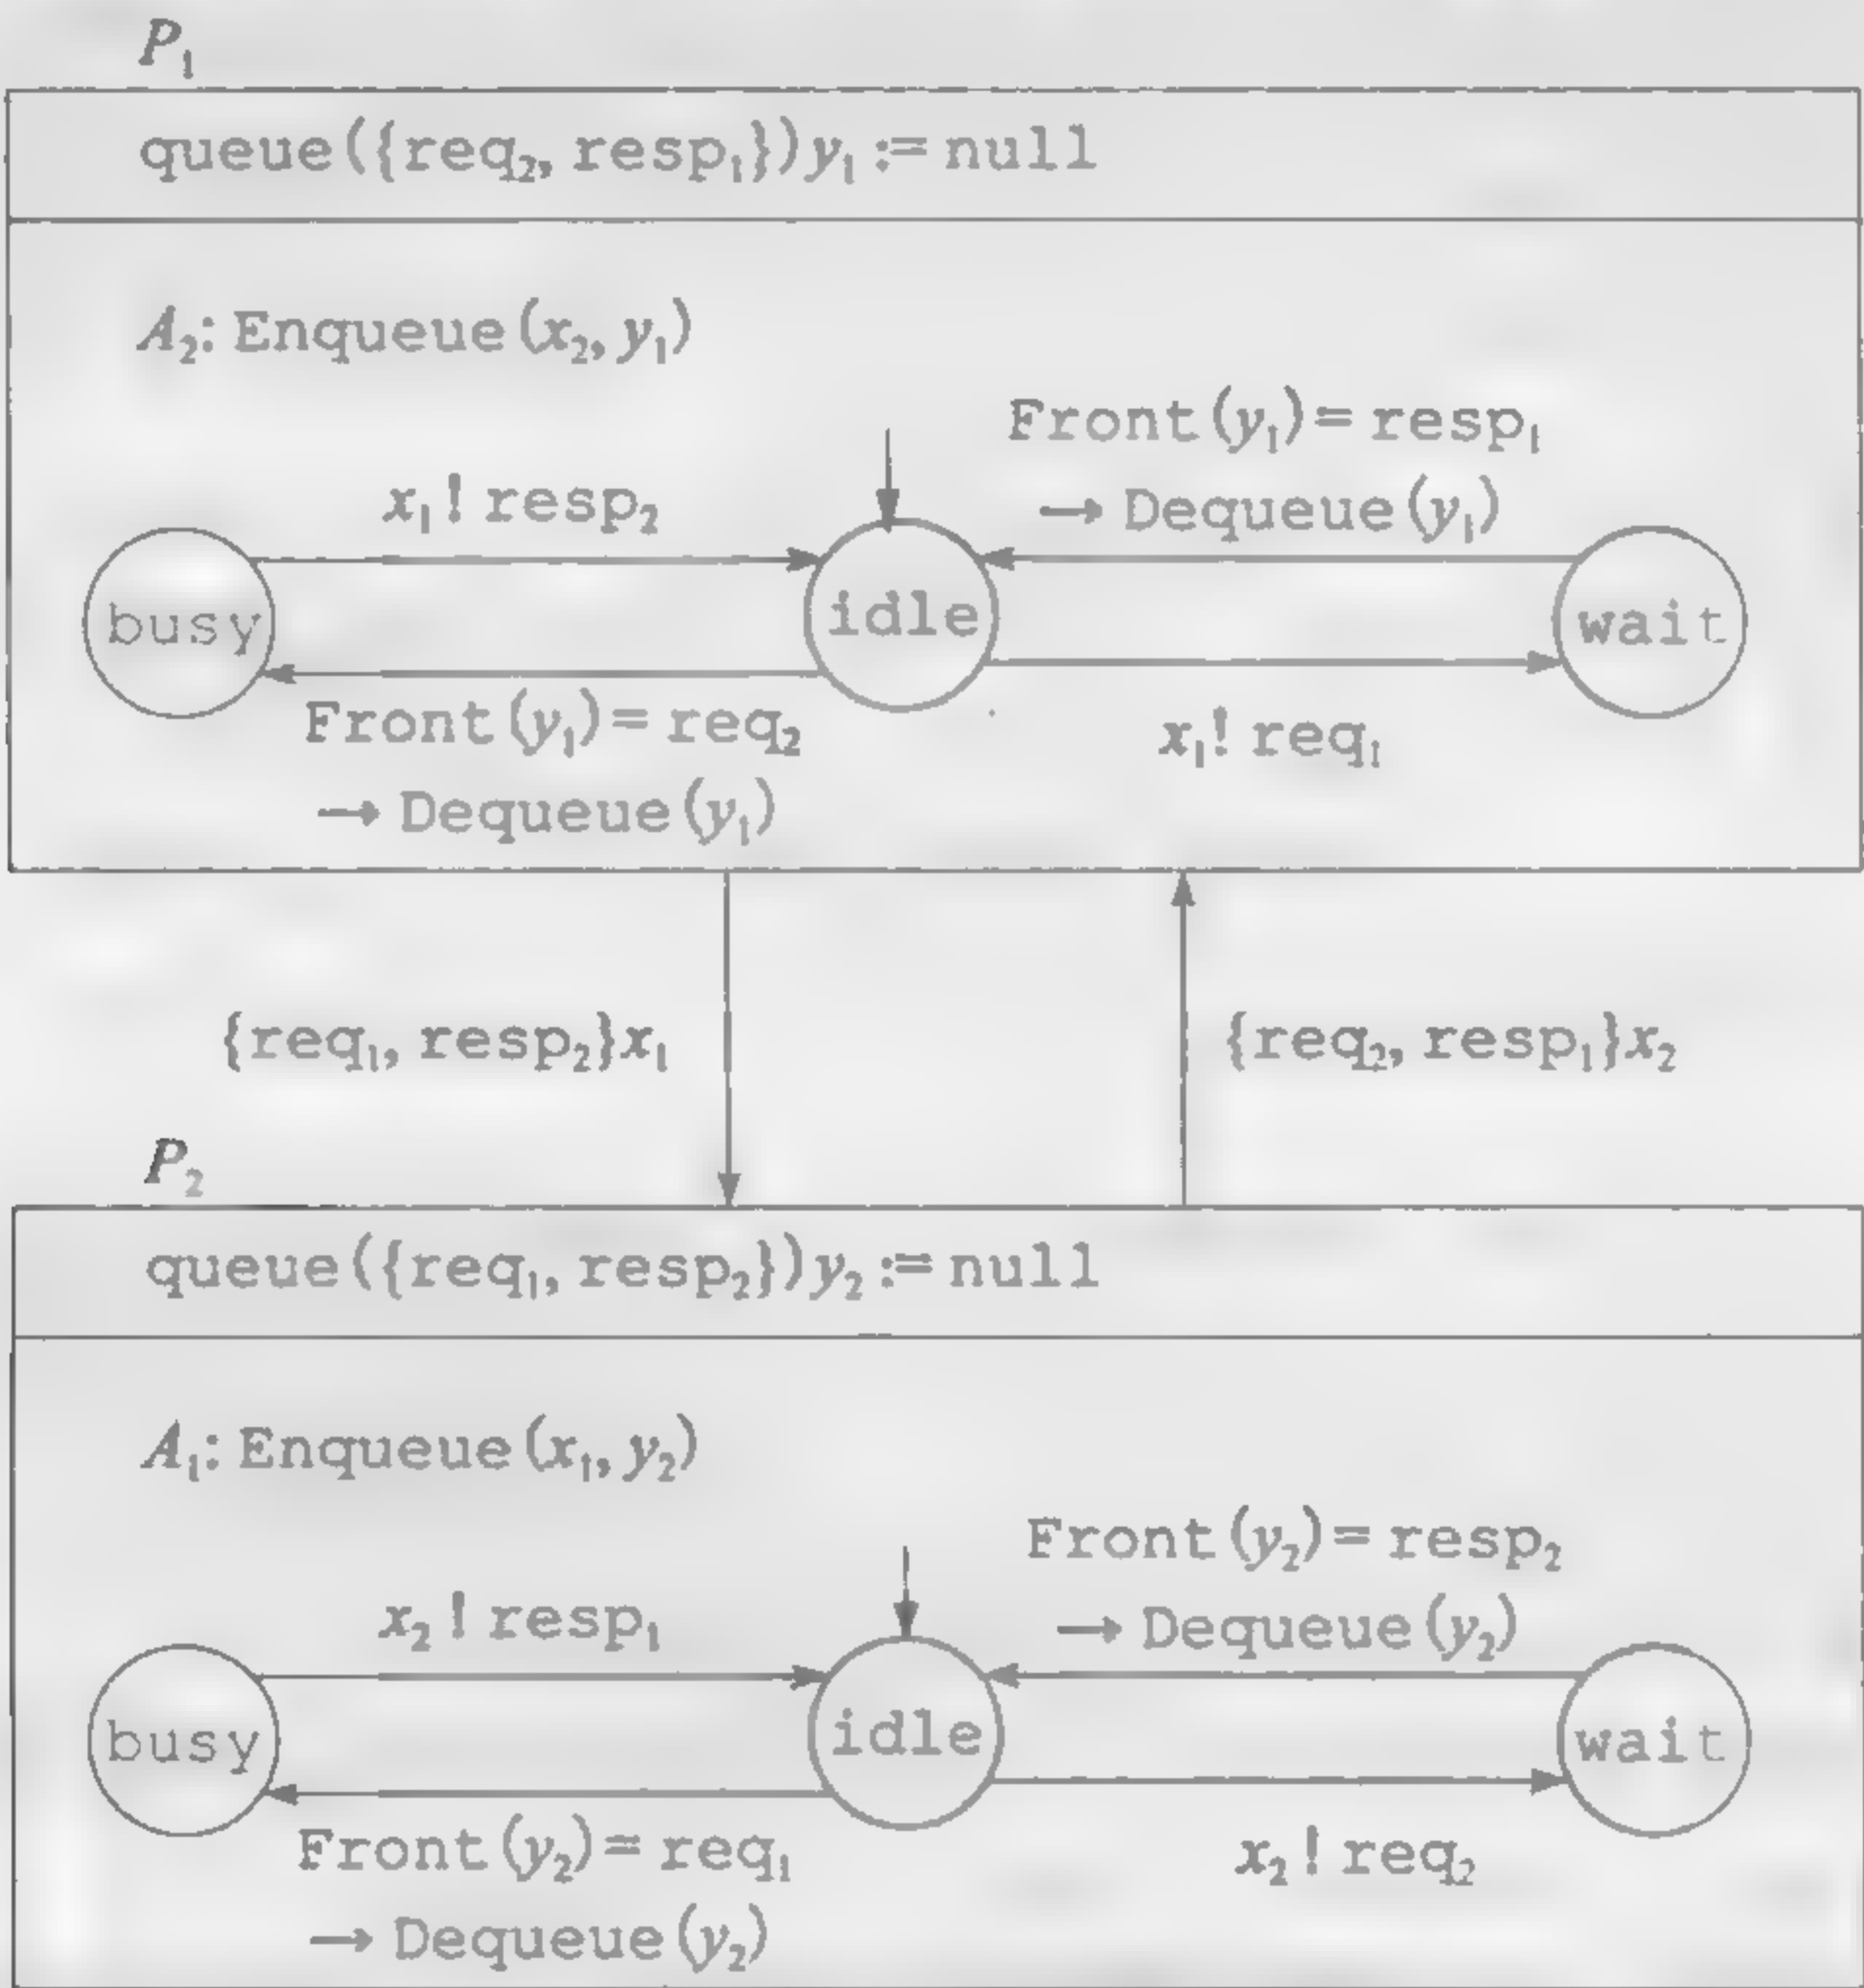 P₁
queue({req₂, resp₁})y₁ := null
A₂: Enqueue(x₂, y₁)
Front(y₁) = resp₁
→ Dequeue(y₁)
x₁! resp₂
busy
idle
wait
Front(y₁) = req₂
→ Dequeue(y₁)
x₁! req₁
{req₁, resp₂}x₁
{req₂, resp₁}x₂
P₂
queue({req₁, resp₂})y₂ := null
A₁: Enqueue(x₁, y₂)
Front(y₂) = resp₂
→ Dequeue(y₂)
x₂! resp₁
busy
idle
wait
Front(y₂) = req₁
→ Dequeue(y₂)
x₂! req₂